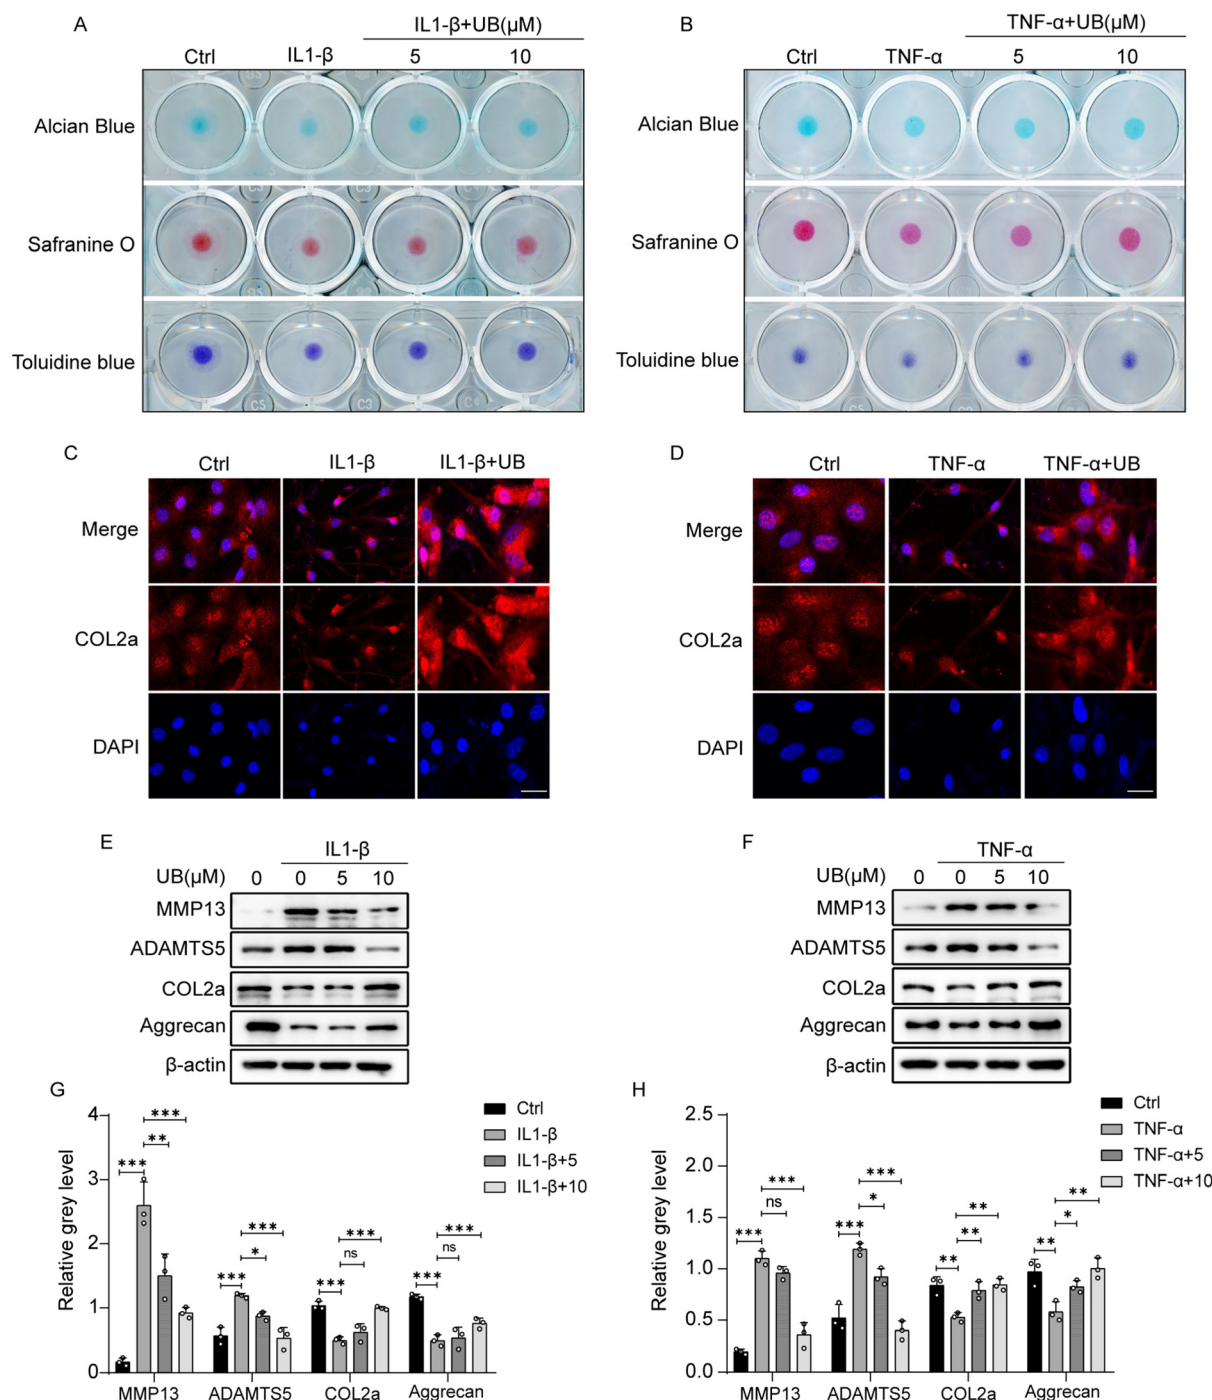 A
IL1-β+UB(μM)
Ctrl
IL1-β
5
10
Alcian Blue
Safranine O
Toluidine blue
C3
C5
C3
C6
B
TNF-α+UB(μM)
Ctrl
TNF-α
5
10
Alcian Blue
Safranine O
Toluidine blue
C
Ctrl
IL1-β
IL1-β+UB
Merge
COL2a
DAPI
D
Ctrl
TNF-α
TNF-α+UB
Merge
COL2a
DAPI
E
IL1-β
UB(μM)
0
0
5
10
MMP13
ADAMTS5
COL2a
Aggrecan
β-actin
F
TNF-α
UB(μM)
0
0
5
10
MMP13
ADAMTS5
COL2a
Aggrecan
β-actin
G
Relative grey level
4
3
2
1
0
***
**
***
***
*
***
***
ns
***
***
ns
***
MMP13
ADAMTS5
COL2a
Aggrecan
Ctrl
IL1-β
IL1-β+5
IL1-β+10
H
Relative grey level
2.5
2.0
1.5
1.0
0.5
0.0
***
ns
***
***
*
***
**
**
**
**
*
**
MMP13
ADAMTS5
COL2a
Aggrecan
Ctrl
TNF-α
TNF-α+5
TNF-α+10